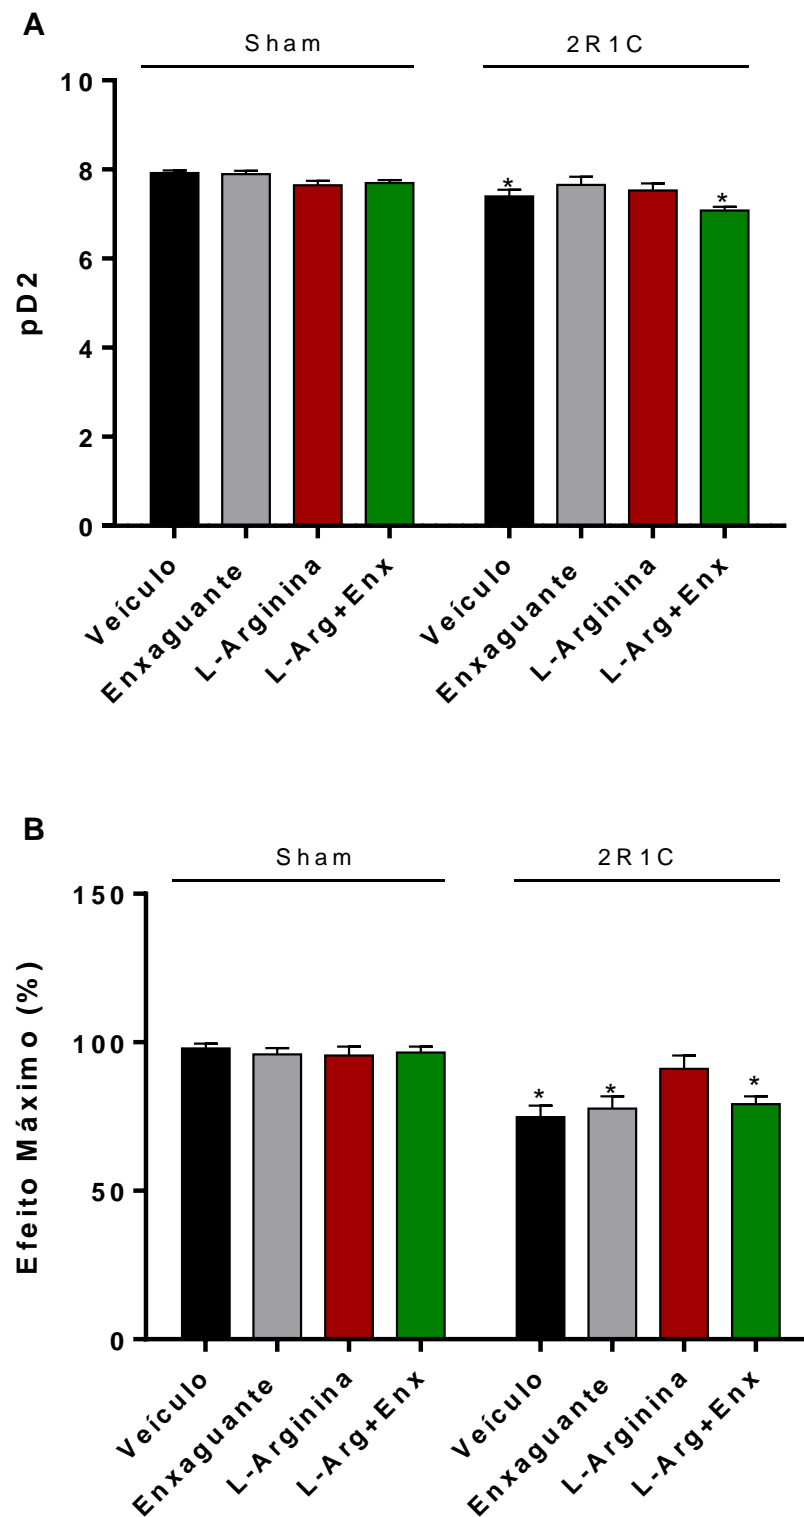 A
Sham 2R1C
10
8
6
4
2
0
pD2
* *
Veículo Enxaguante L-Arginina L-Arg+Enx Veículo Enxaguante L-Arginina L-Arg+Enx
B
Sham 2R1C
150
100
50
0
Efeito Máximo (%)
* * *
Veículo Enxaguante L-Arginina L-Arg+Enx Veículo Enxaguante L-Arginina L-Arg+Enx